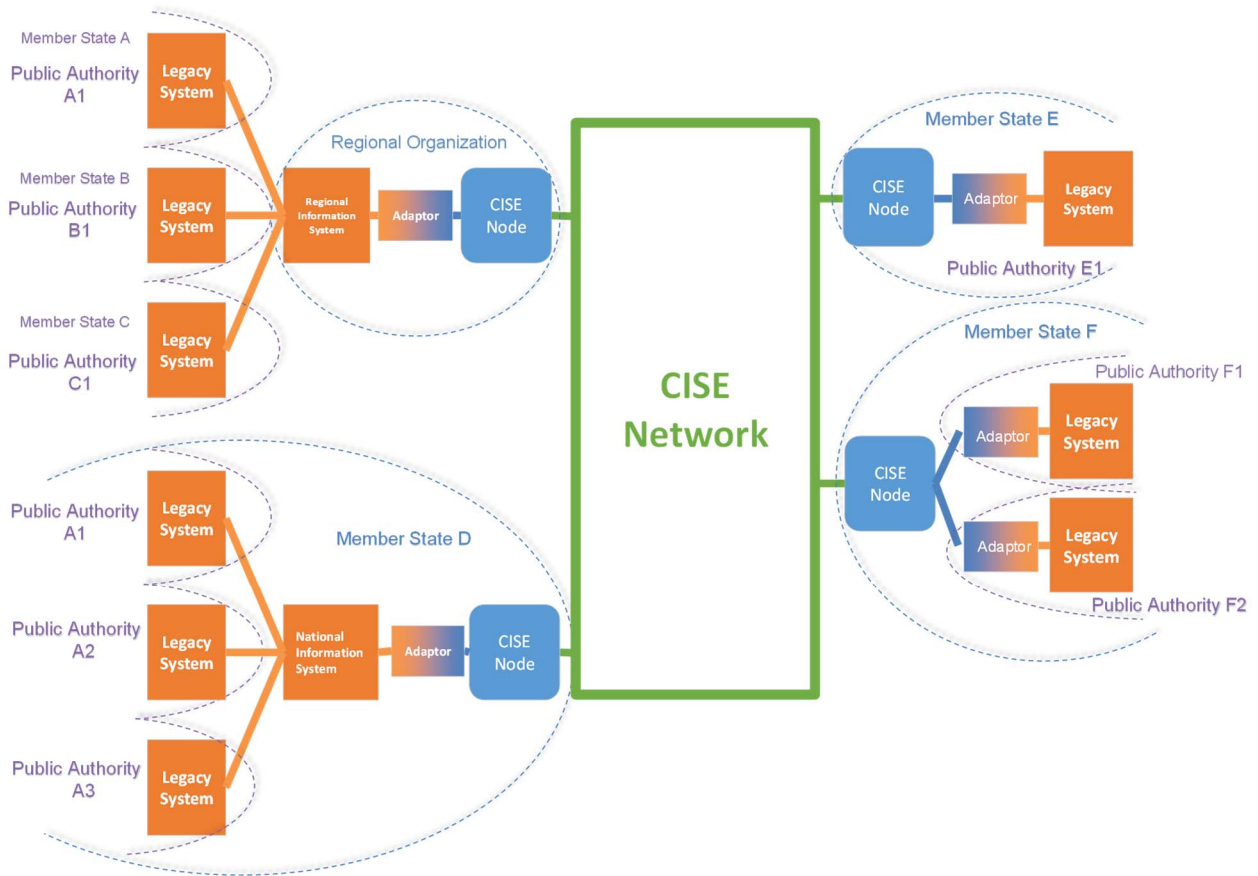 Member State A
Public Authority
A1
Legacy
System
Member State B
Public Authority
B1
Legacy
System
Member State C
Public Authority
C1
Legacy
System
Regional Organization
Regional
Information
System
Adaptor
CISE
Node
Public Authority
A1
Legacy
System
Public Authority
A2
Legacy
System
Public Authority
A3
Legacy
System
Member State D
National
Information
System
Adaptor
CISE
Node
CISE
Network
Member State E
CISE
Node
Adaptor
Legacy
System
Public Authority E1
Member State F
Public Authority F1
CISE
Node
Adaptor
Legacy
System
Adaptor
Legacy
System
Public Authority F2